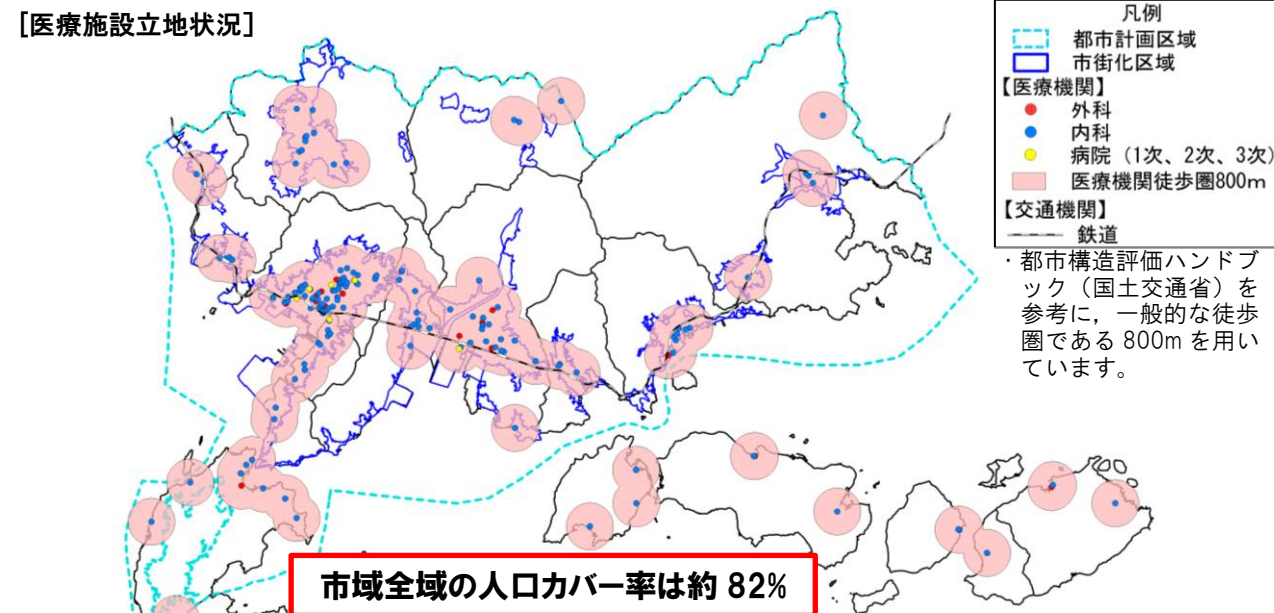 [医療施設立地状況]
凡例
都市計画区域
市街化区域
【医療機関】
外科
内科
病院（1次、2次、3次）
医療機関徒歩圏800m
【交通機関】
鉄道
・都市構造評価ハンドブ
ック（国土交通省）を
参考に，一般的な徒歩
圏である 800m を用い
ています。
市域全域の人口カバー率は約 82%